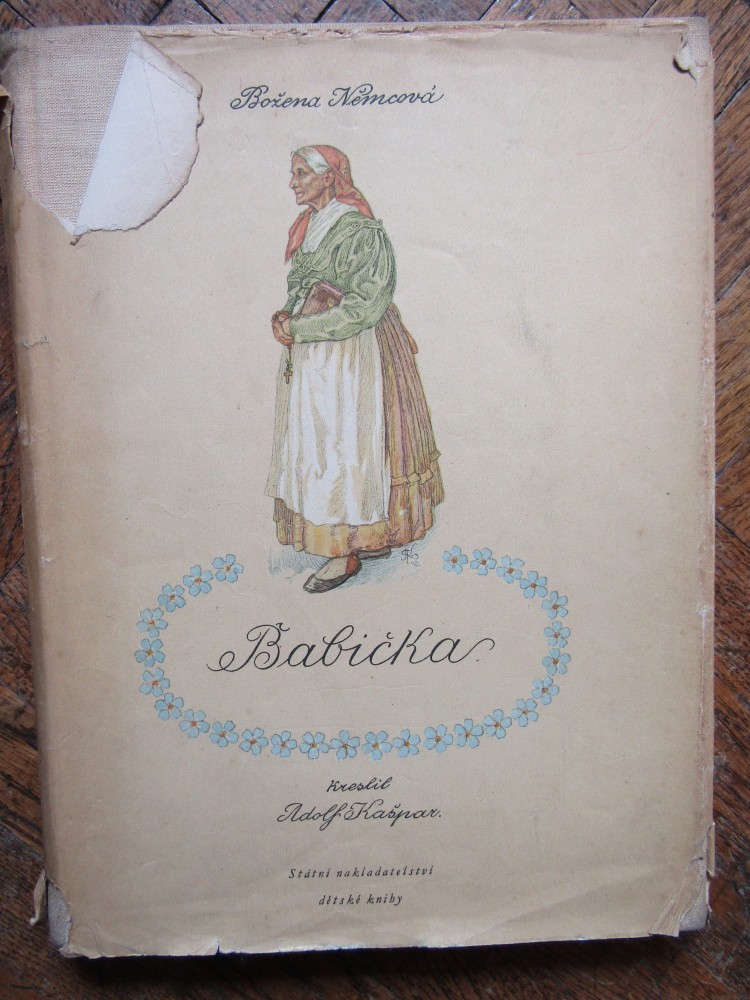 Božena Němcová
Babička.
Kreslil
Adolf Kašpar.
Státní nakladatelství
dětské knihy